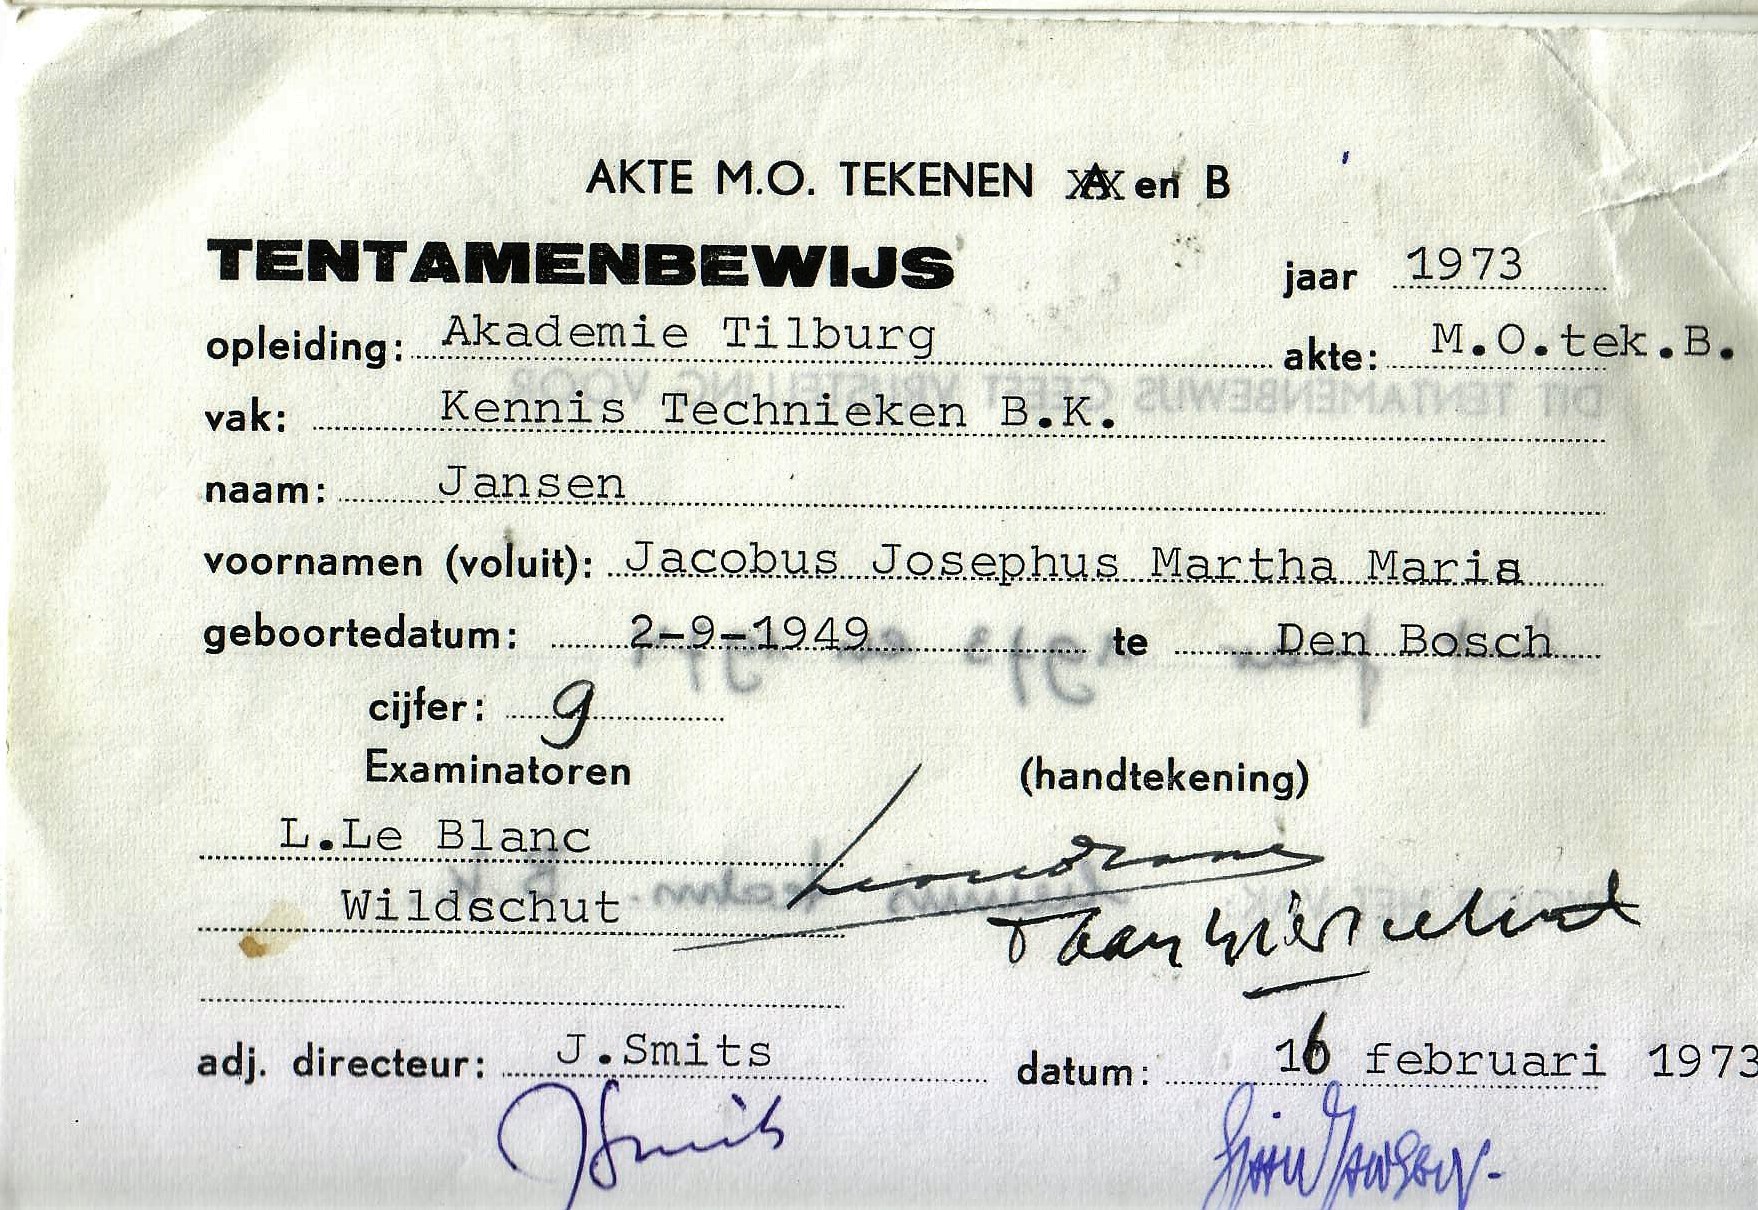 AKTE M.O. TEKENEN A en B
TENTAMENBEWIJS jaar 1973
opleiding: Akademie Tilburg akte: M.O.tek.B.
vak: Kennis Technieken B.K.
naam: Jansen
voornamen (voluit): Jacobus Josephus Martha Maria
geboortedatum: 2-9-1949 te Den Bosch
cijfer: 9
Examinatoren (handtekening)
L.Le Blanc
Wildschut
adj. directeur: J.Smits datum: 16 februari 1973
JSmits